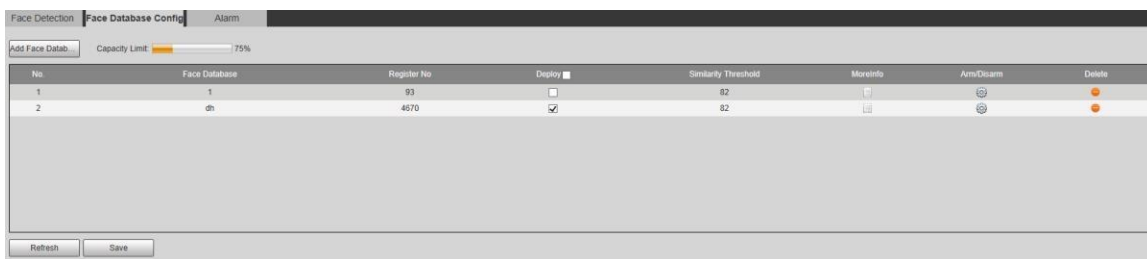 Face Detection Face Database Config Alarm
Add Face Datab... Capacity Limit: 75%
No. Face Database Register No Deploy Similarity Threshold MoreInfo Arm/Disarm Delete
1 1 93 82
2 dh 4670 82
Refresh Save